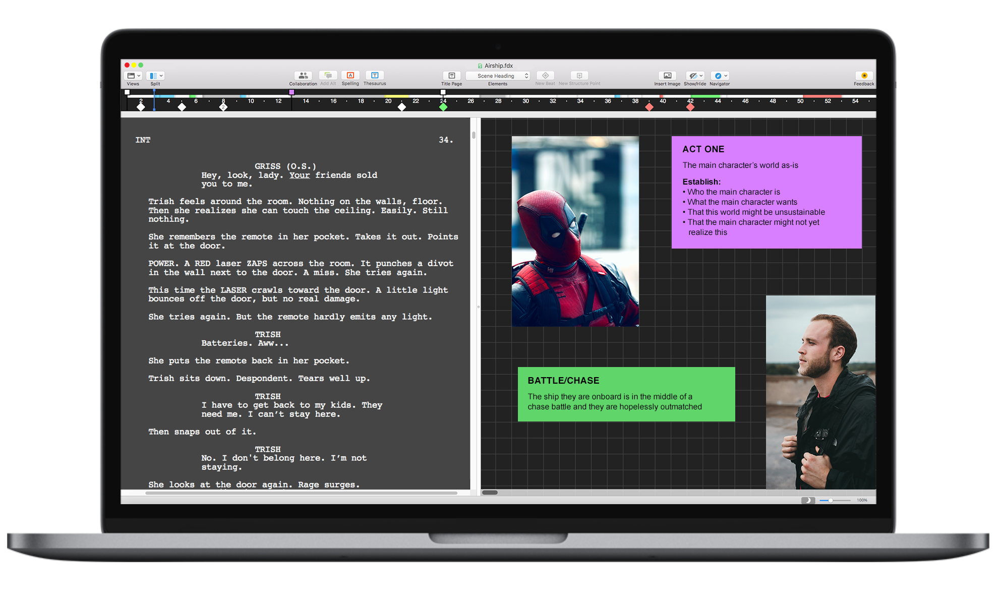 Airship.fdx
Views Split Collaboration Add Alt Spelling Thesaurus Title Page Scene Heading Elements New Beat New Structure Point Insert Image Show/Hide Navigator Feedback
2 4 6 8 10 12 14 16 18 20 22 24 26 28 30 32 34 36 38 40 42 44 46 48 50 52 54
2
INT 34.
GRISS (O.S.)
Hey, look, lady. Your friends sold
you to me.
Trish feels around the room. Nothing on the walls, floor.
Then she realizes she can touch the ceiling. Easily. Still
nothing.
She remembers the remote in her pocket. Takes it out. Points
it at the door.
POWER. A RED laser ZAPS across the room. It punches a divot
in the wall next to the door. A miss. She tries again.
This time the LASER crawls toward the door. A little light
bounces off the door, but no real damage.
She tries again. But the remote hardly emits any light.
TRISH
Batteries. Aww...
She puts the remote back in her pocket.
Trish sits down. Despondent. Tears well up.
TRISH
I have to get back to my kids. They
need me. I can’t stay here.
Then snaps out of it.
TRISH
No. I don't belong here. I’m not
staying.
She looks at the door again. Rage surges.
ACT ONE
The main character’s world as-is
Establish:
• Who the main character is
• What the main character wants
• That this world might be unsustainable
• That the main character might not yet
realize this
BATTLE/CHASE
The ship they are onboard is in the middle of a
chase battle and they are hopelessly outmatched
100%